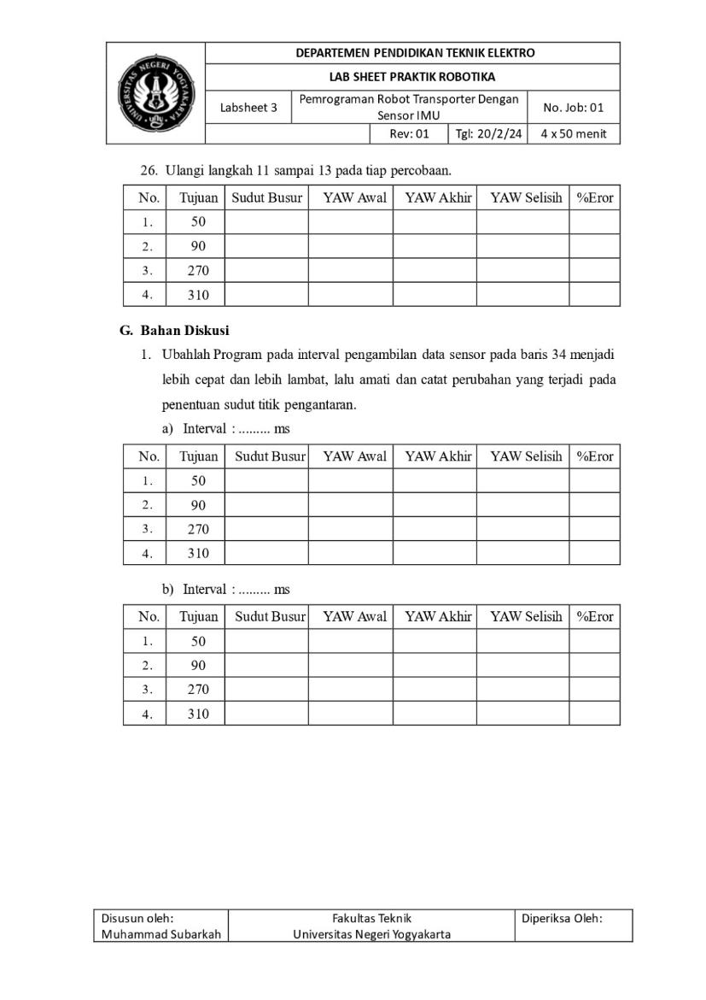 UNIVERSITAS NEGERI YOGYAKARTA
UNY
DEPARTEMEN PENDIDIKAN TEKNIK ELEKTRO
LAB SHEET PRAKTIK ROBOTIKA
Labsheet 3
Pemrograman Robot Transporter Dengan
Sensor IMU
No. Job: 01
Rev: 01 Tgl: 20/2/24 4 x 50 menit
26. Ulangi langkah 11 sampai 13 pada tiap percobaan.
No. Tujuan Sudut Busur YAW Awal YAW Akhir YAW Selisih %Eror
1. 50
2. 90
3. 270
4. 310
G. Bahan Diskusi
1. Ubahlah Program pada interval pengambilan data sensor pada baris 34 menjadi
lebih cepat dan lebih lambat, lalu amati dan catat perubahan yang terjadi pada
penentuan sudut titik pengantaran.
a) Interval : ......... ms
No. Tujuan Sudut Busur YAW Awal YAW Akhir YAW Selisih %Eror
1. 50
2. 90
3. 270
4. 310
b) Interval : ......... ms
No. Tujuan Sudut Busur YAW Awal YAW Akhir YAW Selisih %Eror
1. 50
2. 90
3. 270
4. 310
Disusun oleh:
Muhammad Subarkah
Fakultas Teknik
Universitas Negeri Yogyakarta
Diperiksa Oleh: